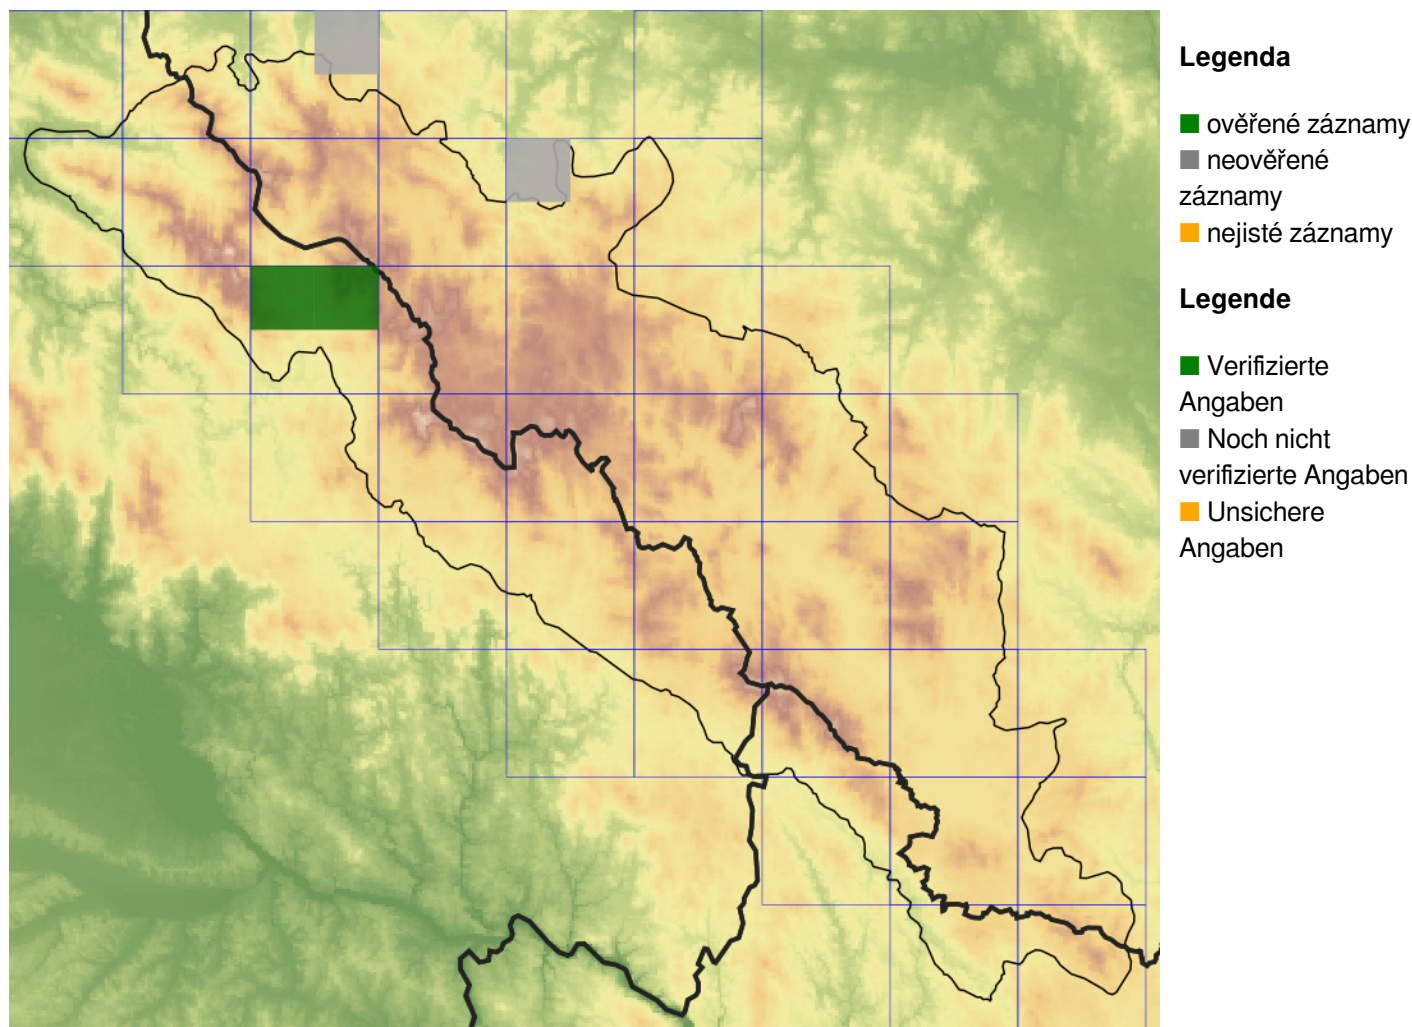 Legenda
ověřené záznamy
neověřené
záznamy
nejisté záznamy
Legende
Verifizierte
Angaben
Noch nicht
verifizierte Angaben
Unsichere
Angaben